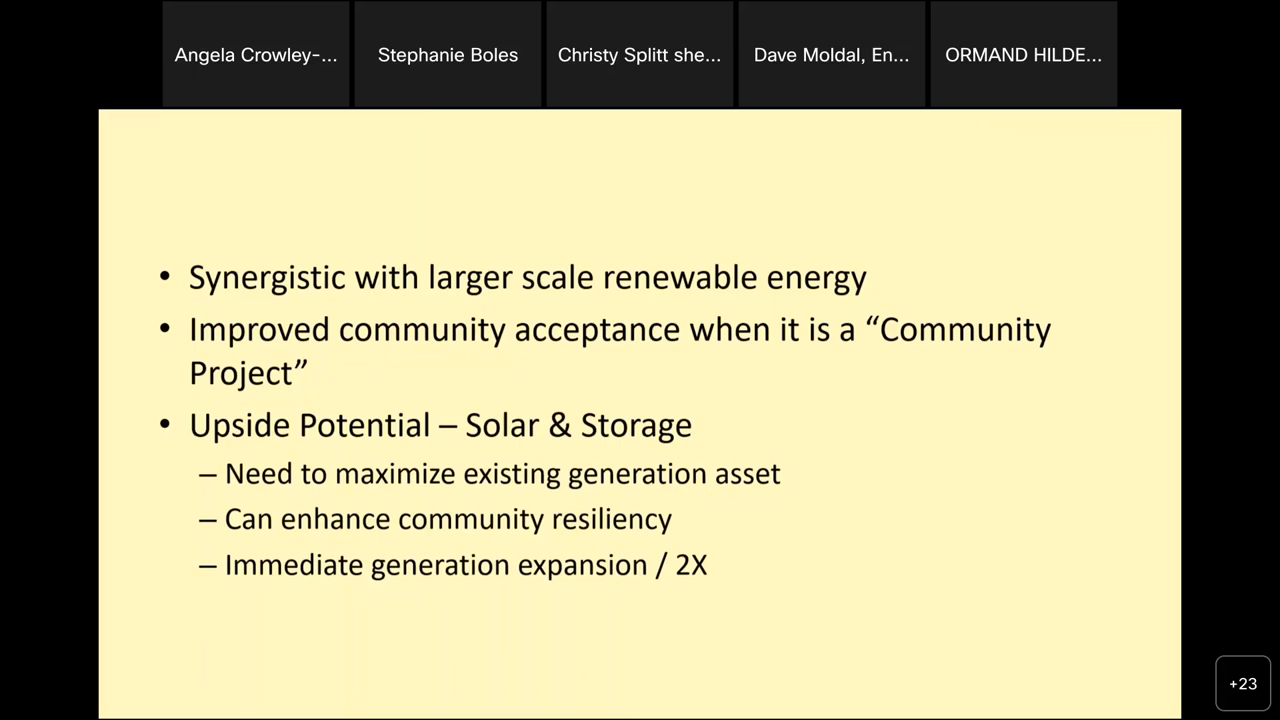 Angela Crowley-...
Stephanie Boles
Christy Splitt she...
Dave Moldal, En...
ORMAND HILDE...
• Synergistic with larger scale renewable energy
• Improved community acceptance when it is a “Community
Project”
• Upside Potential – Solar & Storage
– Need to maximize existing generation asset
– Can enhance community resiliency
– Immediate generation expansion / 2X
+23